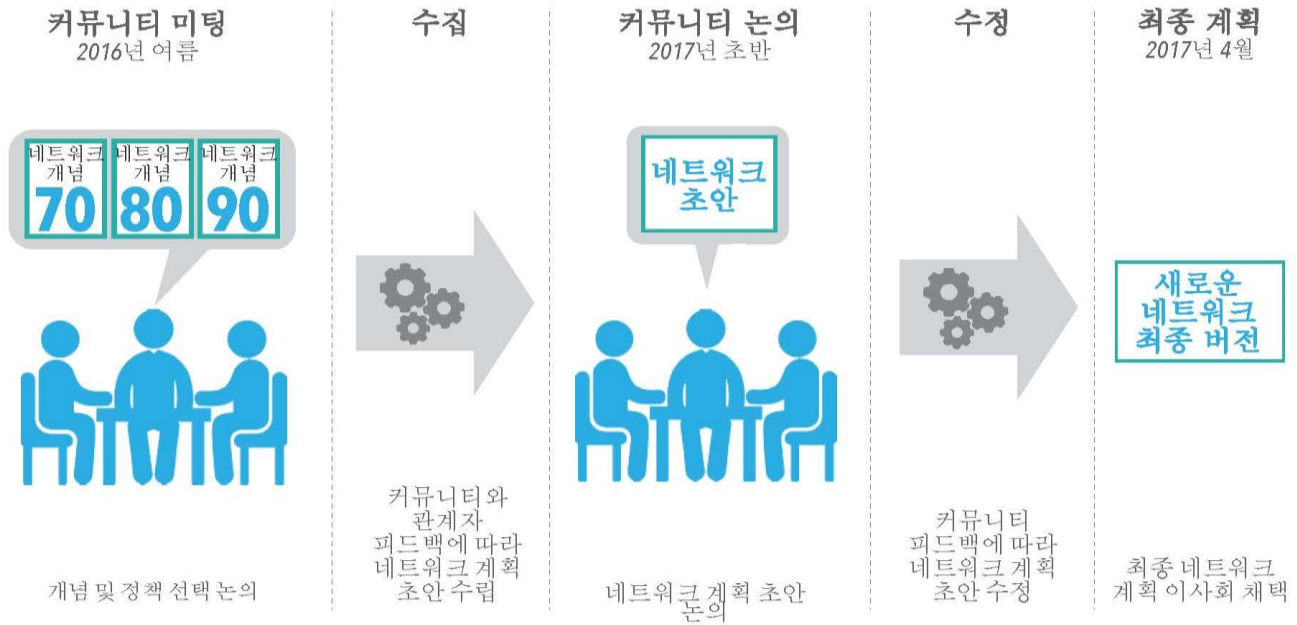 커뮤니티 미팅
2016년 여름
네트워크
개념
70
네트워크
개념
80
네트워크
개념
90
개념 및 정책 선택 논의
수집
커뮤니티와
관계자
피드백에 따라
네트워크 계획
초안 수립
커뮤니티 논의
2017년 초반
네트워크
초안
네트워크 계획 초안
논의
수정
커뮤니티
피드백에 따라
네트워크 계획
초안 수정
최종 계획
2017년 4월
새로운
네트워크
최종 버전
최종 네트워크
계획 이사회 채택